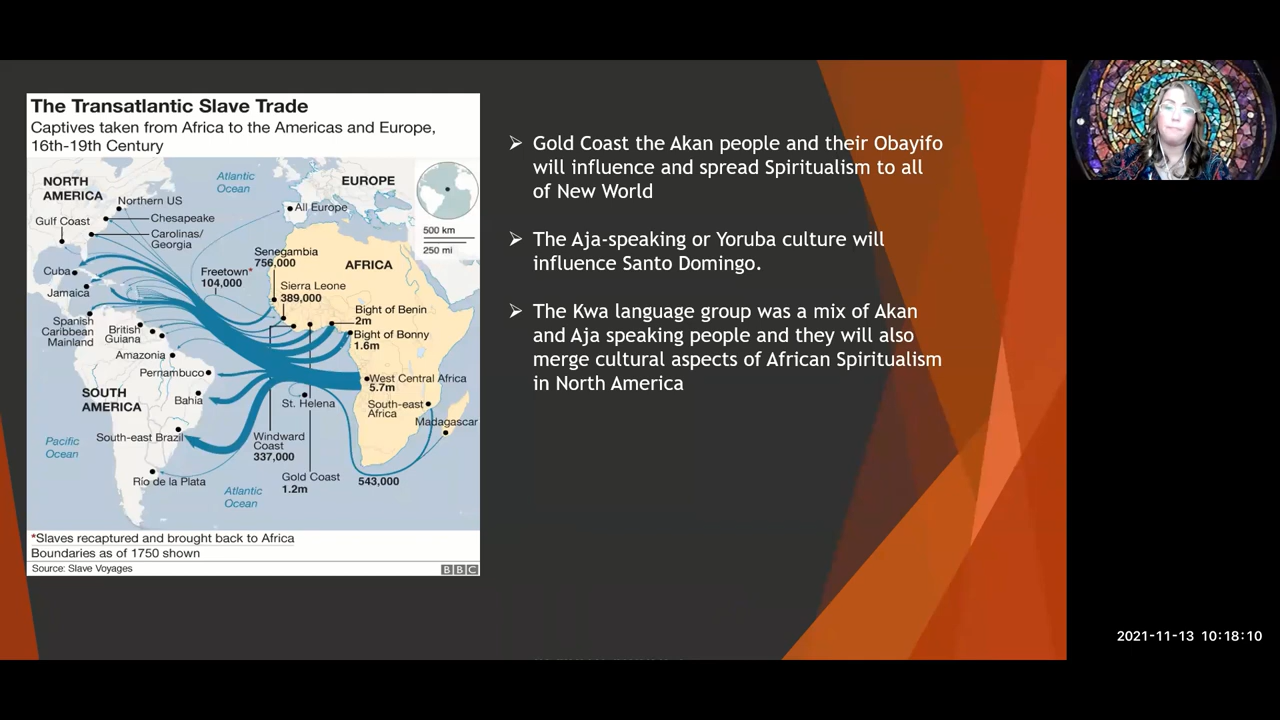 The Transatlantic Slave Trade
Captives taken from Africa to the Americas and Europe,
16th-19th Century
NORTH
AMERICA
Northern US
Chesapeake
Gulf Coast
Carolinas/
Georgia
Atlantic
Ocean
EUROPE
All Europe
500 km
250 mi
Cuba
Jamaica
Spanish
Caribbean
Mainland
British
Guiana
Amazonia
Pernambuco
SOUTH
AMERICA
Bahia
South-east Brazil
Pacific
Ocean
Río de la Plata
Atlantic
Ocean
Freetown*
104,000
Senegambia
756,000
Sierra Leone
389,000
AFRICA
Bight of Benin
2m
Bight of Bonny
1.6m
West Central Africa
5.7m
St. Helena
South-east
Africa
Madagascar
Windward
Coast
337,000
Gold Coast
1.2m
543,000
*Slaves recaptured and brought back to Africa
Boundaries as of 1750 shown
Source: Slave Voyages
BBC
Gold Coast the Akan people and their Obayifo
will influence and spread Spiritualism to all
of New World
The Aja-speaking or Yoruba culture will
influence Santo Domingo.
The Kwa language group was a mix of Akan
and Aja speaking people and they will also
merge cultural aspects of African Spiritualism
in North America
2021-11-13 10:18:10